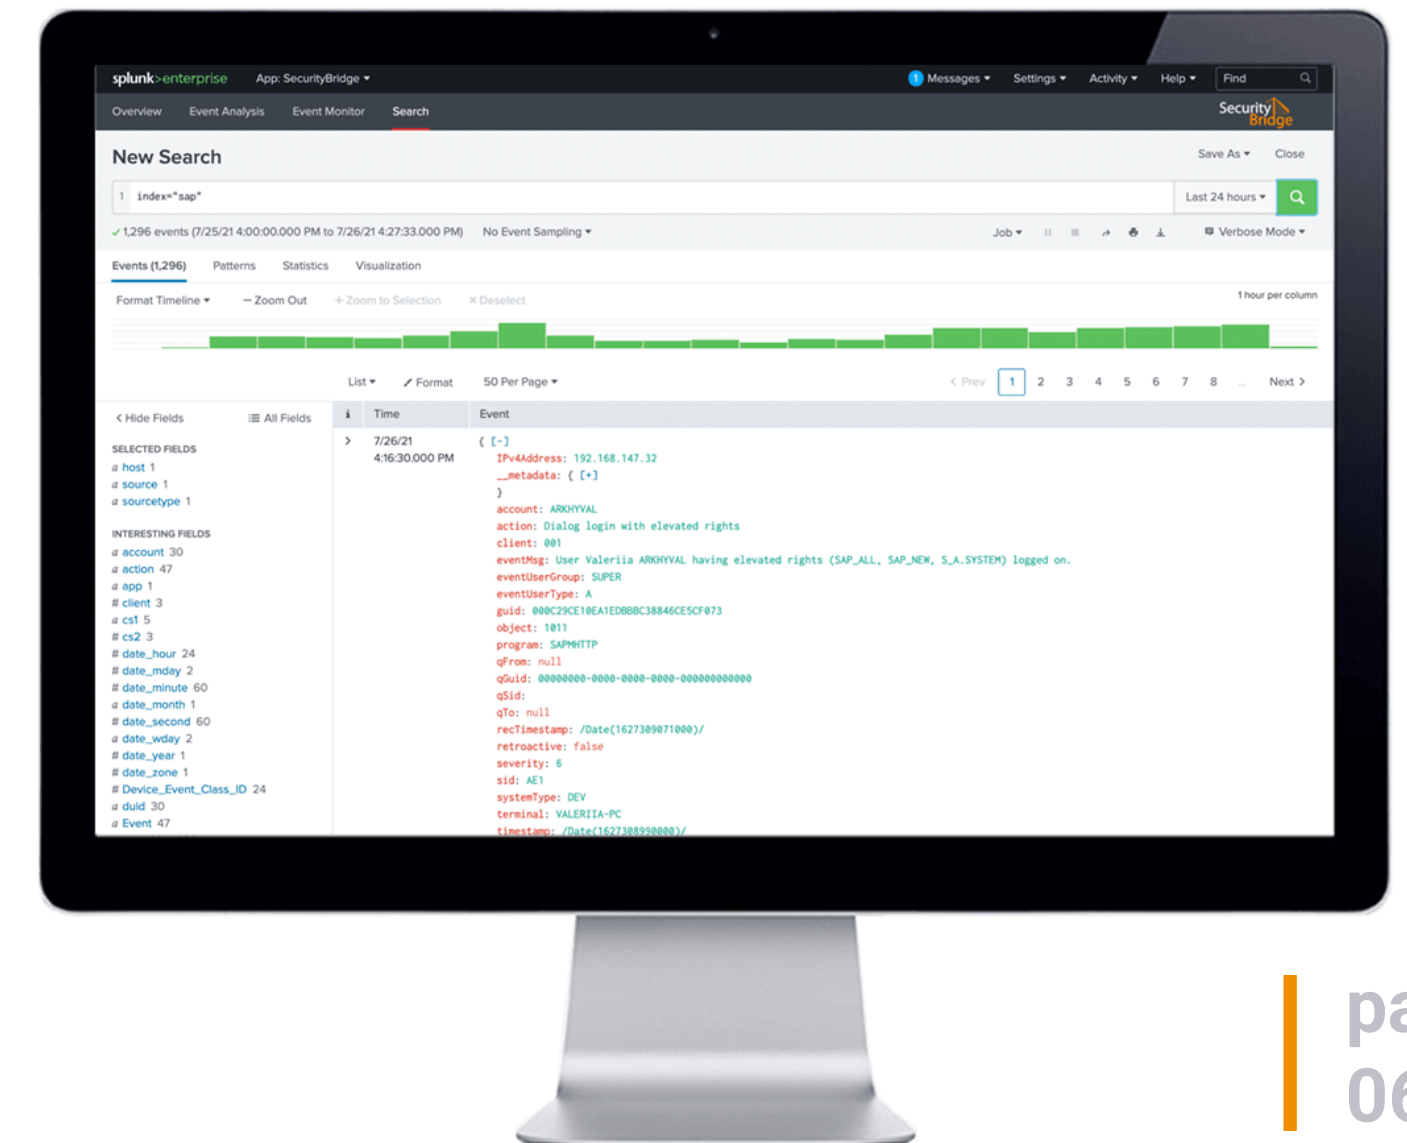 splunk>enterprise App: SecurityBridge 1 Messages Settings Activity Help Find
Overview Event Analysis Event Monitor Search Security Bridge
New Search Save As Close
1 index="sap" Last 24 hours
1,296 events (7/25/21 4:00:00.000 PM to 7/26/21 4:27:33.000 PM) No Event Sampling Job Verbose Mode
Events (1,296) Patterns Statistics Visualization
Format Timeline − Zoom Out + Zoom to Selection × Deselect 1 hour per column
List Format 50 Per Page < Prev 1 2 3 4 5 6 7 8 ... Next >
< Hide Fields All Fields i Time Event
SELECTED FIELDS
a host 1
a source 1
a sourcetype 1
INTERESTING FIELDS
a account 30
a action 47
a app 1
# client 3
a cs1 5
# cs2 3
# date_hour 24
# date_mday 2
# date_minute 60
a date_month 1
# date_second 60
a date_wday 2
# date_year 1
# date_zone 1
# Device_Event_Class_ID 24
a duid 30
a Event 47
> 7/26/21
4:16:30.000 PM
{ [-]
IPv4Address: 192.168.147.32
__metadata: { [+]
}
account: ARKHYVAL
action: Dialog login with elevated rights
client: 001
eventMsg: User Valeriia ARKHYVAL having elevated rights (SAP_ALL, SAP_NEW, S_A.SYSTEM) logged on.
eventUserGroup: SUPER
eventUserType: A
guid: 000C29CE10EA1EDBBBC38846CE5CF073
object: 1011
program: SAPMHTTP
qFrom: null
qGuid: 00000000-0000-0000-0000-000000000000
qSid:
qTo: null
recTimestamp: /Date(1627309071000)/
retroactive: false
severity: 6
sid: AE1
systemType: DEV
terminal: VALERIIA-PC
timestamp: /Date(1627308990000)/
pa
06